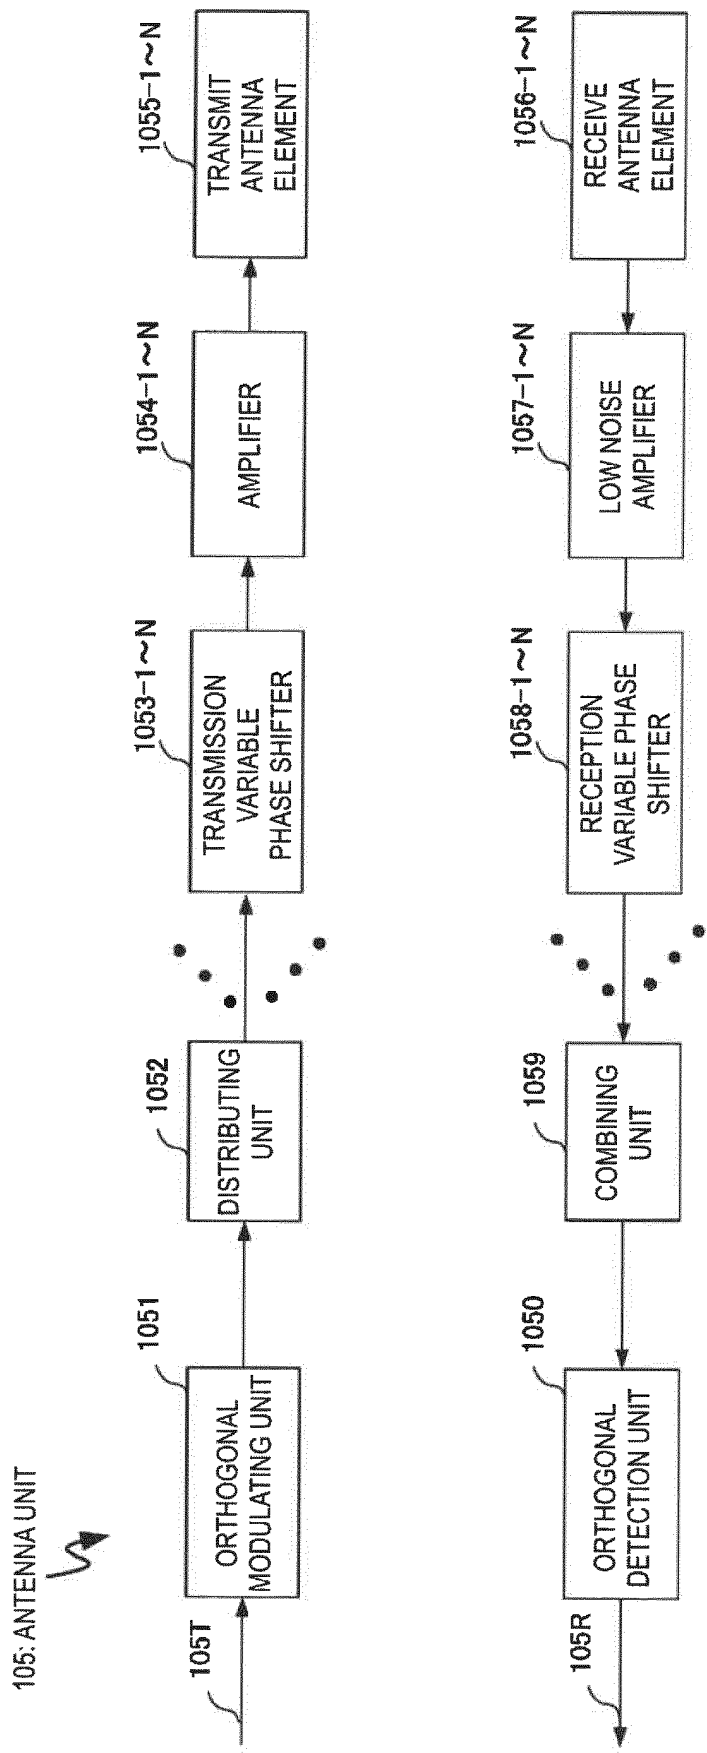 105: ANTENNA UNIT
105T
1051
ORTHOGONAL
MODULATING UNIT
1052
DISTRIBUTING
UNIT
1053-1～N
TRANSMISSION
VARIABLE
PHASE SHIFTER
1054-1～N
AMPLIFIER
1055-1～N
TRANSMIT
ANTENNA
ELEMENT
105R
1050
ORTHOGONAL
DETECTION UNIT
1059
COMBINING
UNIT
1058-1～N
RECEPTION
VARIABLE PHASE
SHIFTER
1057-1～N
LOW NOISE
AMPLIFIER
1056-1～N
RECEIVE
ANTENNA
ELEMENT